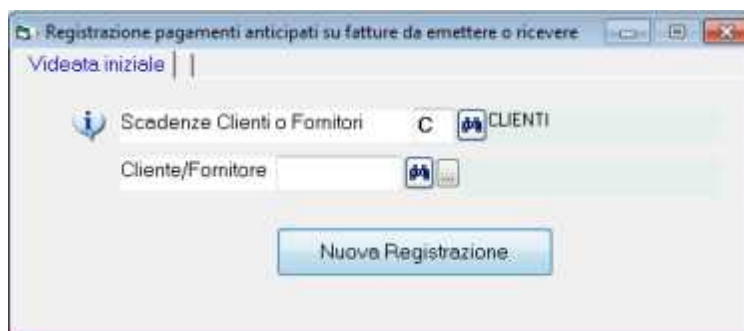 Registrazione pagamenti anticipati su fatture da emettere o ricevere
Videata iniziale
Scadenze Clienti o Fornitori C CLIENTI
Cliente/Fornitore ...
Nuova Registrazione